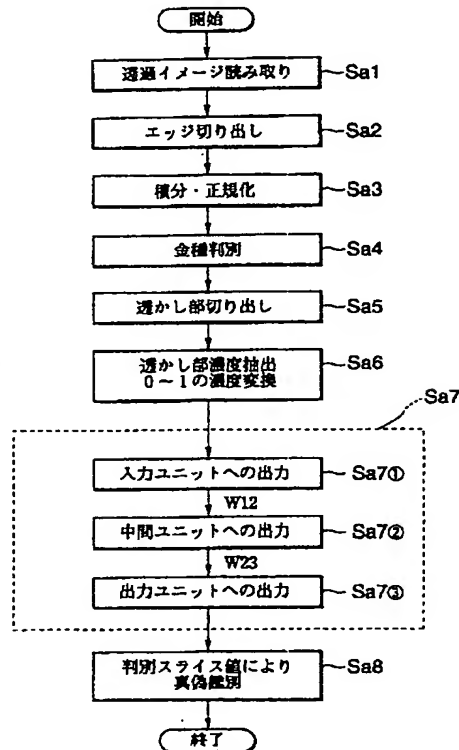 開始
透過イメージ読み取り
Sa1
エッジ切り出し
Sa2
積分・正規化
Sa3
金種判別
Sa4
透かし部切り出し
Sa5
透かし部濃度抽出
0～1の濃度変換
Sa6
Sa7
入力ユニットへの出力
Sa7①
W12
中間ユニットへの出力
Sa7②
W23
出力ユニットへの出力
Sa7③
判別スライス値により
真偽鑑別
Sa8
終了